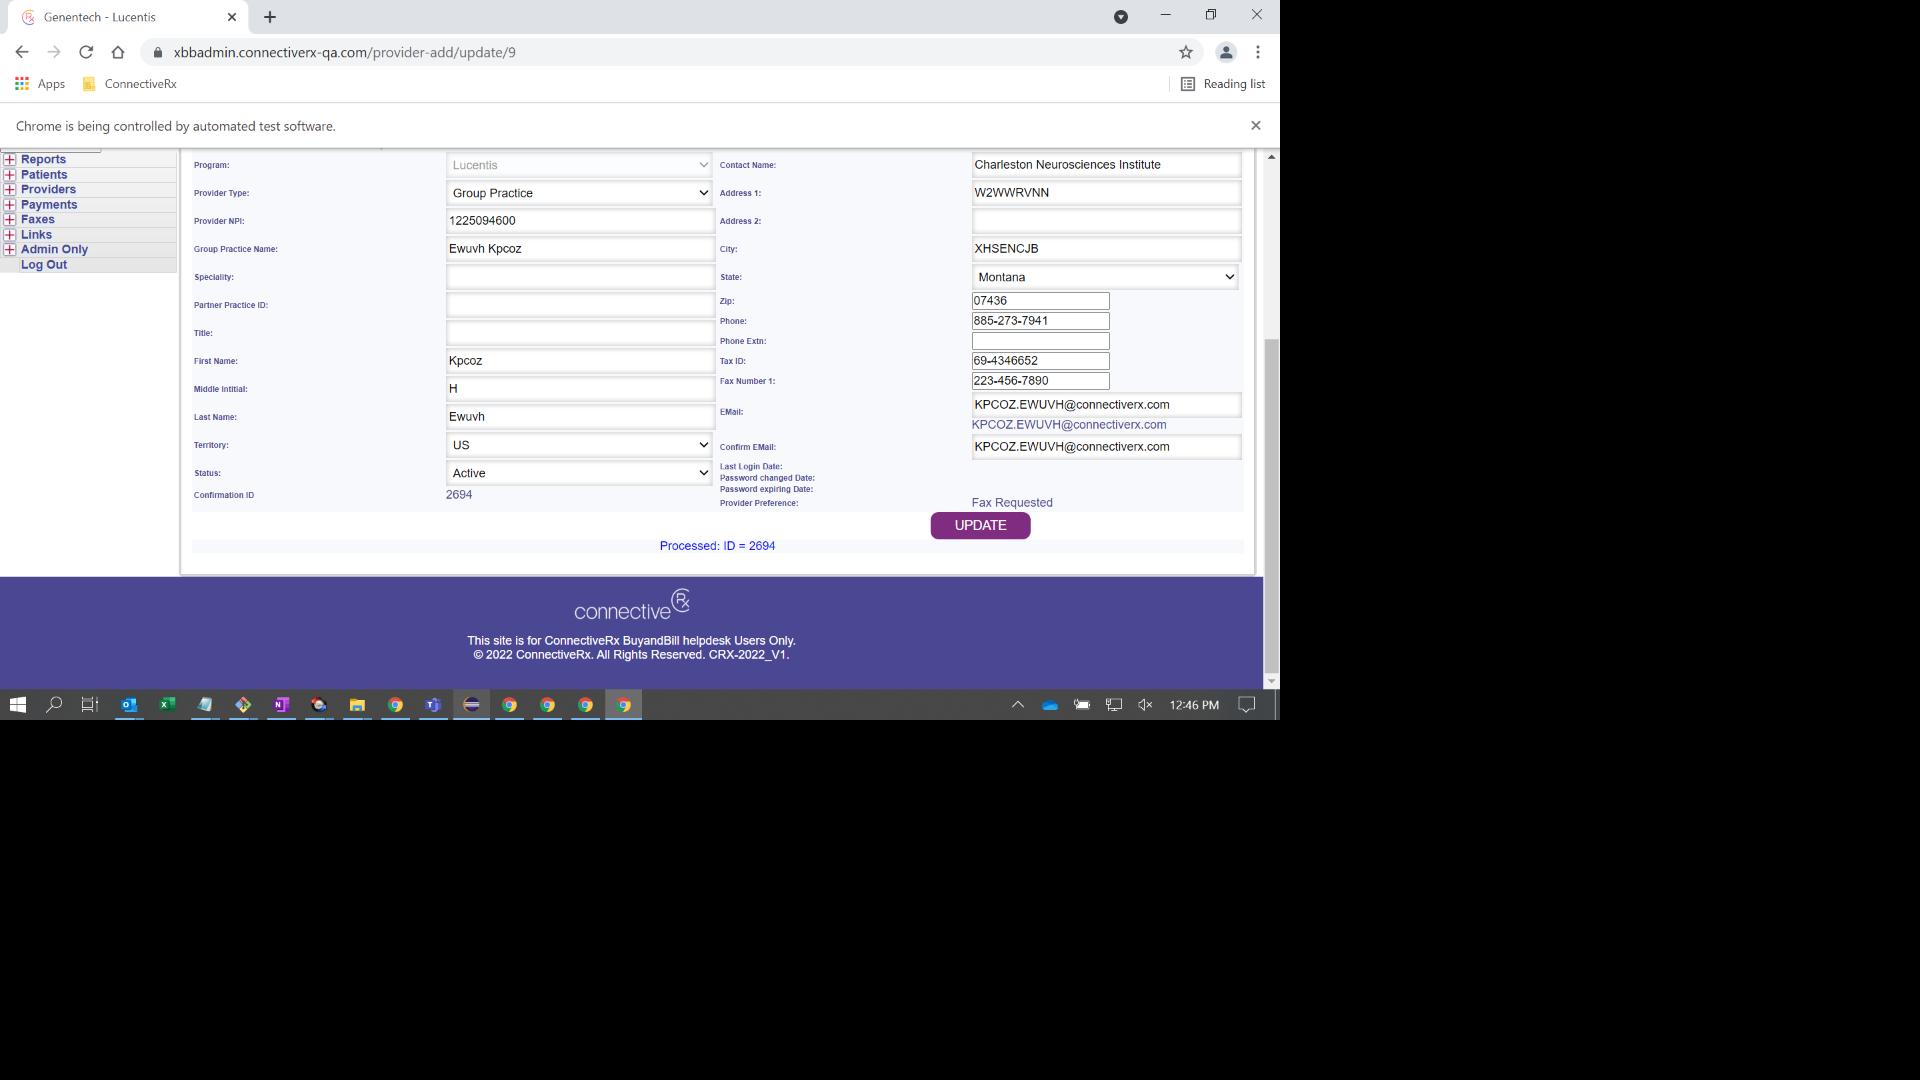 Genentech - Lucentis
xbbadmin.connectiverx-qa.com/provider-add/update/9
Apps
ConnectiveRx
Reading list
Chrome is being controlled by automated test software.
Reports
Patients
Providers
Payments
Faxes
Links
Admin Only
Log Out
Program: Lucentis
Provider Type: Group Practice
Provider NPI: 1225094600
Group Practice Name: Ewuvh Kpcoz
Speciality:
Partner Practice ID:
Title:
First Name: Kpcoz
Middle Intitial: H
Last Name: Ewuvh
Territory: US
Status: Active
Confirmation ID 2694
Contact Name: Charleston Neurosciences Institute
Address 1: W2WWRVNN
Address 2:
City: XHSENCJB
State: Montana
Zip: 07436
Phone: 885-273-7941
Phone Extn:
Tax ID: 69-4346652
Fax Number 1: 223-456-7890
EMail: KPCOZ.EWUVH@connectiverx.com
KPCOZ.EWUVH@connectiverx.com
Confirm EMail: KPCOZ.EWUVH@connectiverx.com
Last Login Date:
Password changed Date:
Password expiring Date:
Provider Preference: Fax Requested
UPDATE
Processed: ID = 2694
connectiveRx
This site is for ConnectiveRx BuyandBill helpdesk Users Only.
© 2022 ConnectiveRx. All Rights Reserved. CRX-2022_V1.
12:46 PM